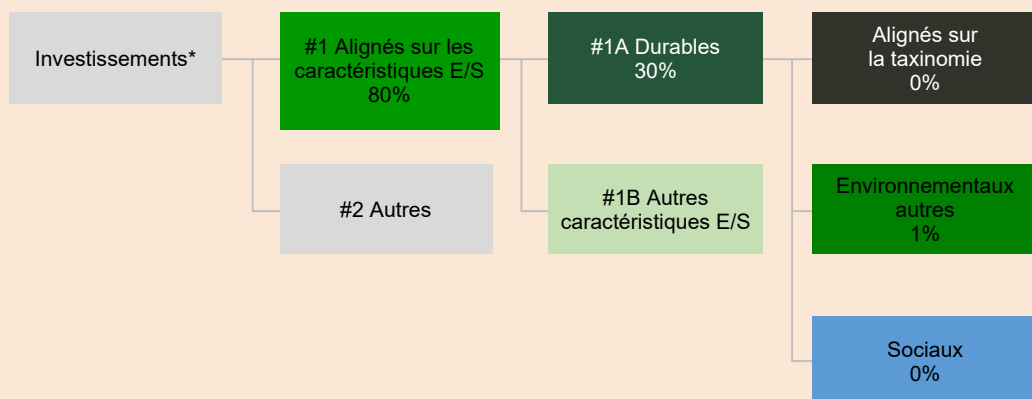 Investissements*
#1 Alignés sur les
caractéristiques E/S
80%
#1A Durables
30%
Alignés sur
la taxinomie
0%
#2 Autres
#1B Autres
caractéristiques E/S
Environnementaux
autres
1%
Sociaux
0%